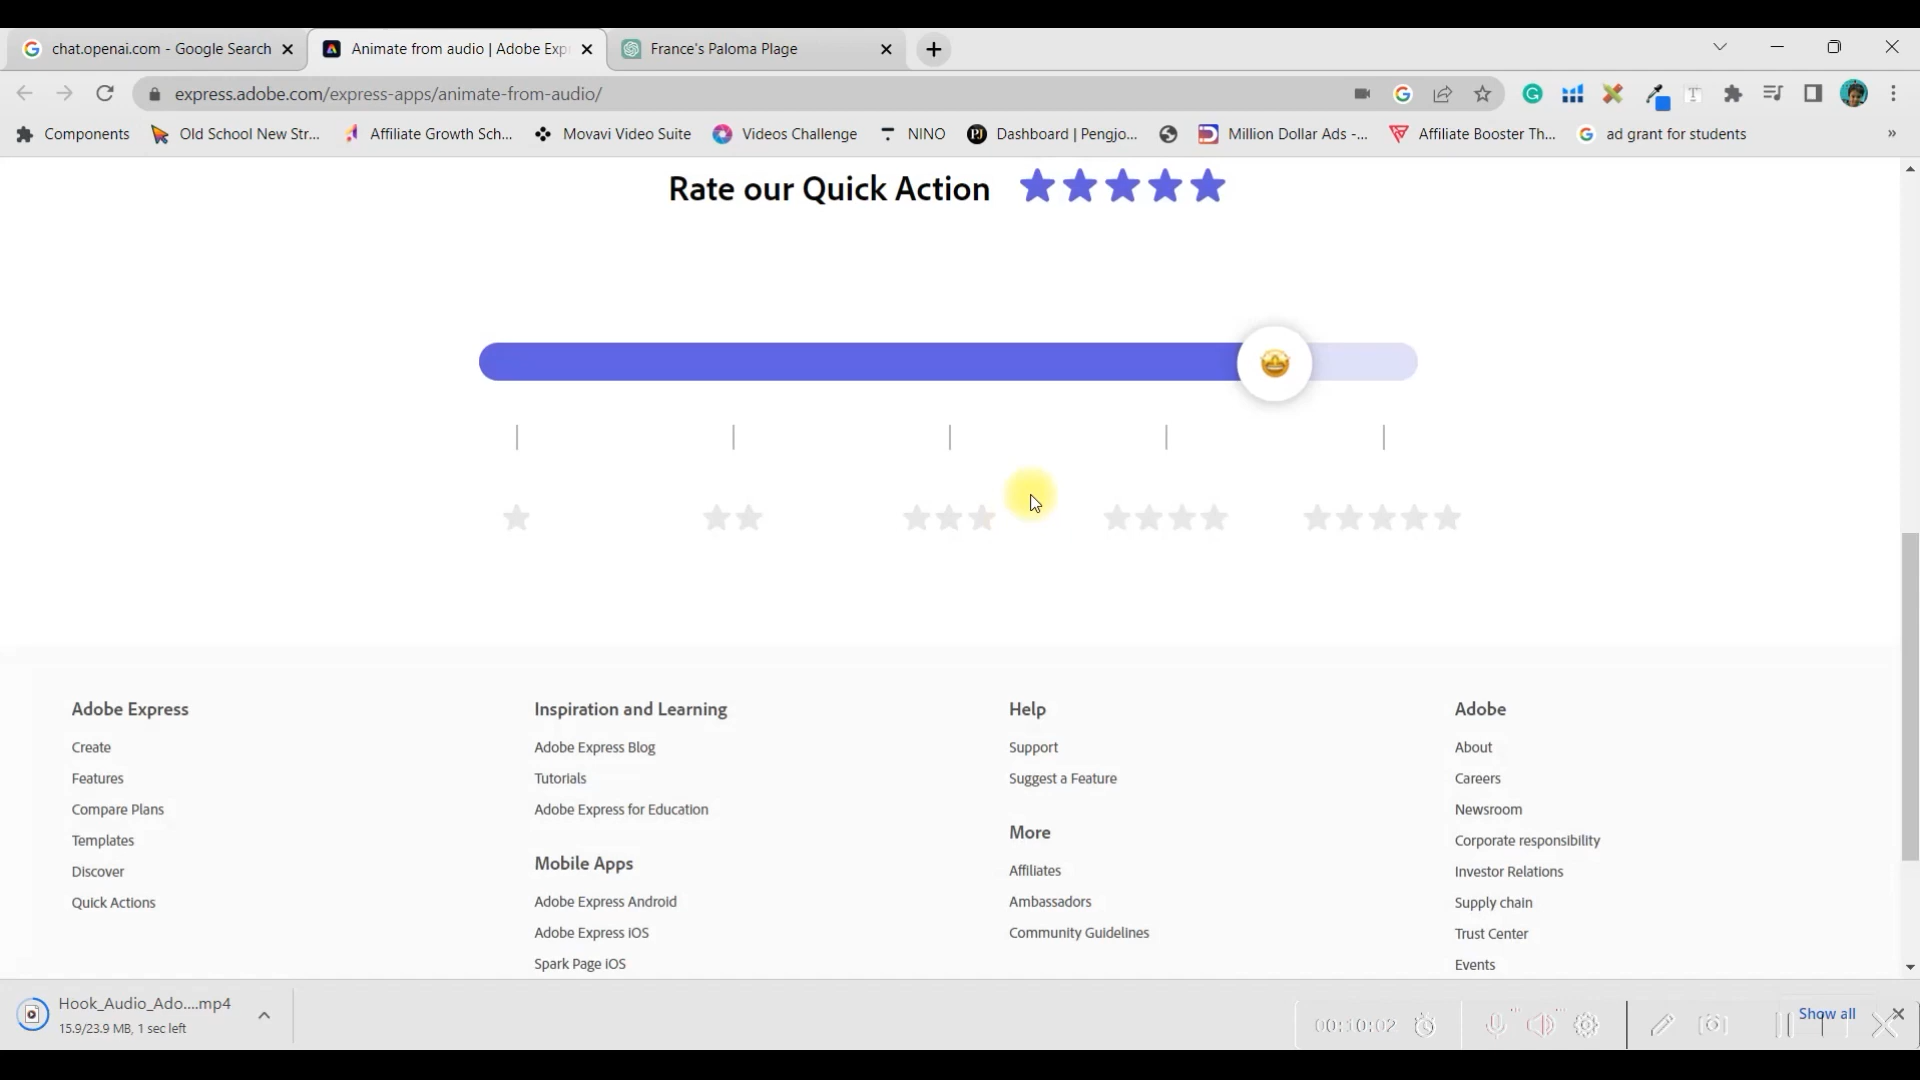 chat.openai.com - Google Search
Animate from audio | Adobe Exp
France's Paloma Plage
express.adobe.com/express-apps/animate-from-audio/
Components
Old School New Str...
Affiliate Growth Sch...
Movavi Video Suite
Videos Challenge
NINO
Dashboard | Pengjo...
Million Dollar Ads -...
Affiliate Booster Th...
ad grant for students
»
Rate our Quick Action
Adobe Express
Create
Features
Compare Plans
Templates
Discover
Quick Actions
Inspiration and Learning
Adobe Express Blog
Tutorials
Adobe Express for Education
Mobile Apps
Adobe Express Android
Adobe Express iOS
Spark Page iOS
Help
Support
Suggest a Feature
More
Affiliates
Ambassadors
Community Guidelines
Adobe
About
Careers
Newsroom
Corporate responsibility
Investor Relations
Supply chain
Trust Center
Events
Hook_Audio_Ado....mp4
15.9/23.9 MB, 1 sec left
00:10:02
Show all